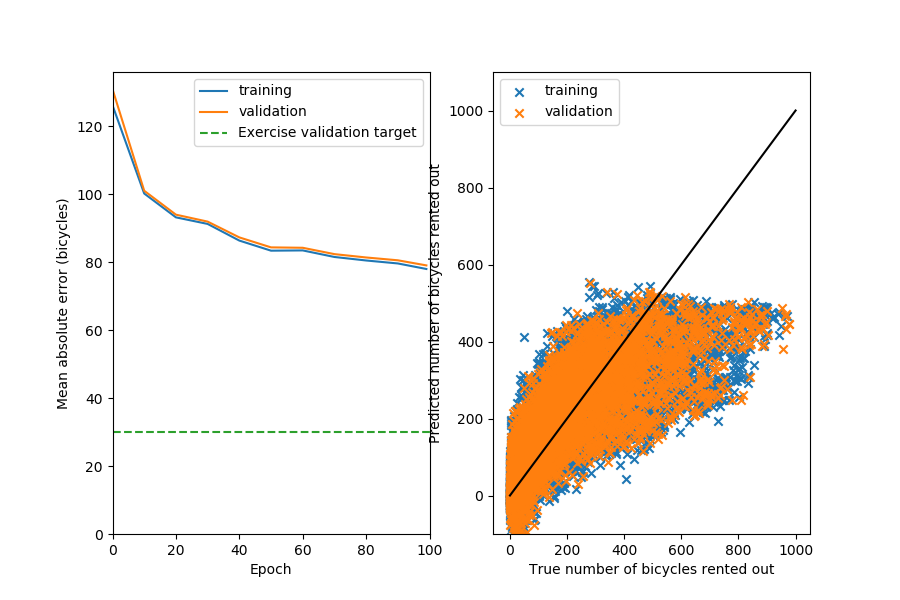 training
validation
Exercise validation target
Mean absolute error (bicycles)
120
100
80
60
40
20
0
0 20 40 60 80 100
Epoch
training
validation
Predicted number of bicycles rented out
1000
800
600
400
200
0
0 200 400 600 800 1000
True number of bicycles rented out